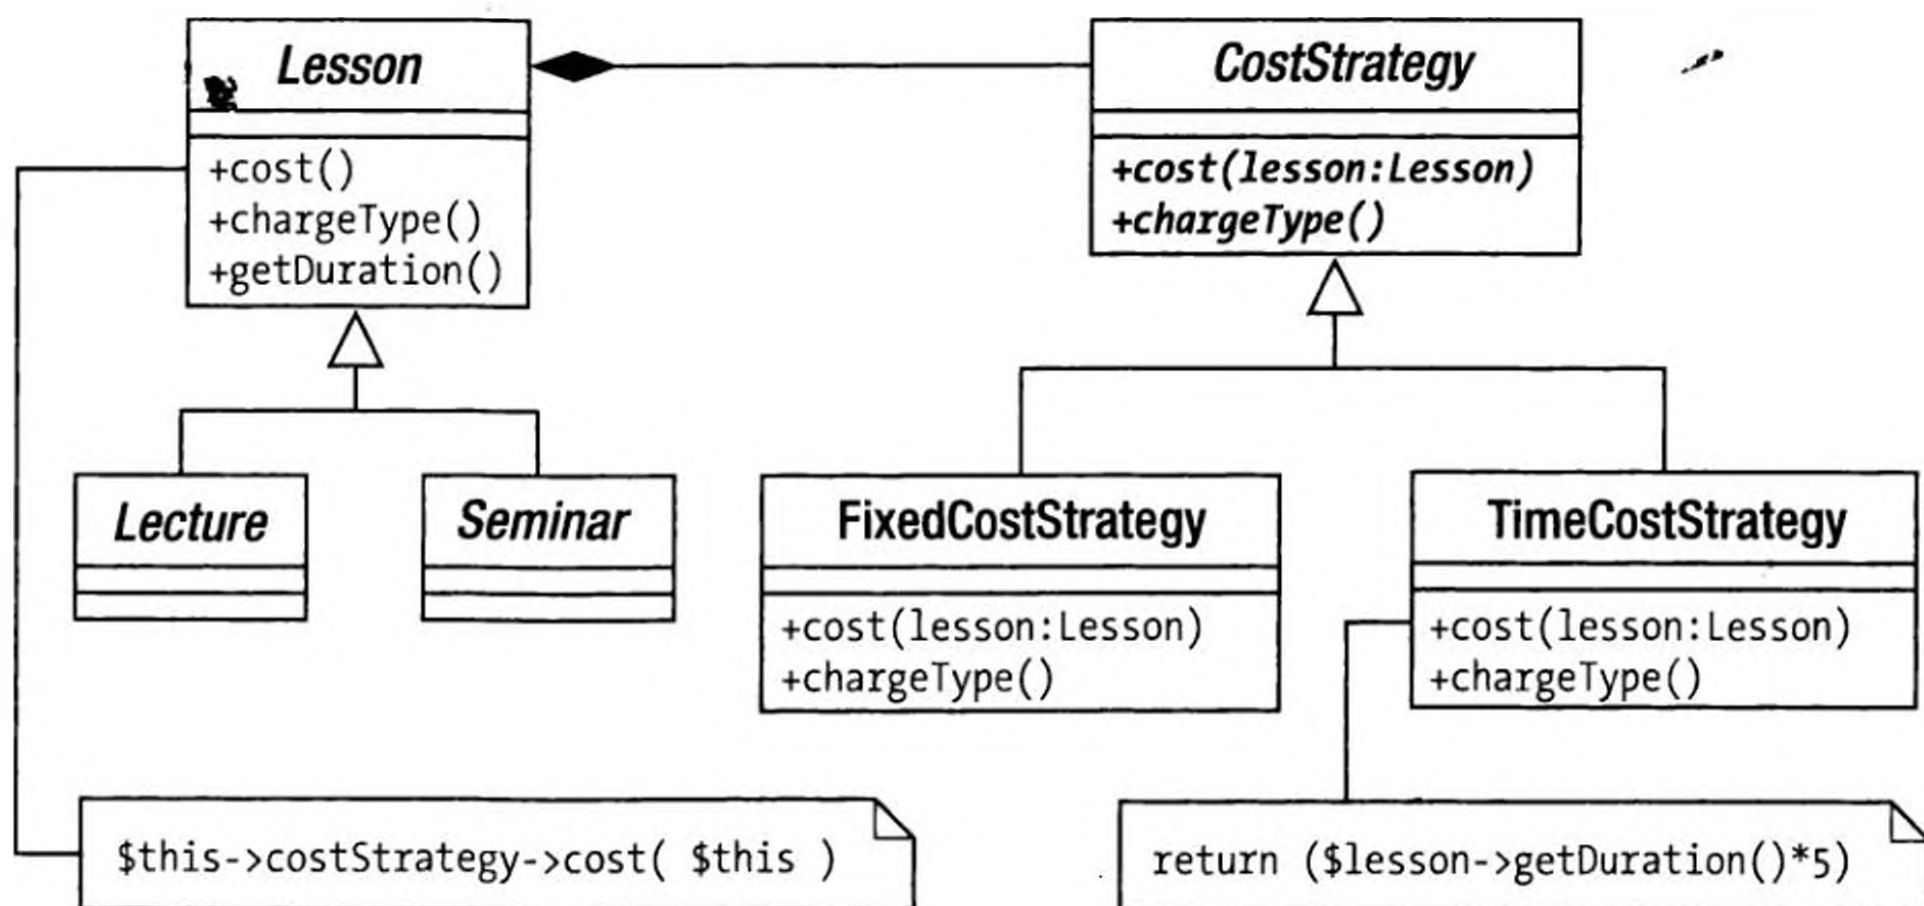 Lesson
+cost()
+chargeType()
+getDuration()
CostStrategy
+cost(lesson:Lesson)
+chargeType()
Lecture
Seminar
FixedCostStrategy
+cost(lesson:Lesson)
+chargeType()
TimeCostStrategy
+cost(lesson:Lesson)
+chargeType()
$this->costStrategy->cost( $this )
return ($lesson->getDuration()*5)